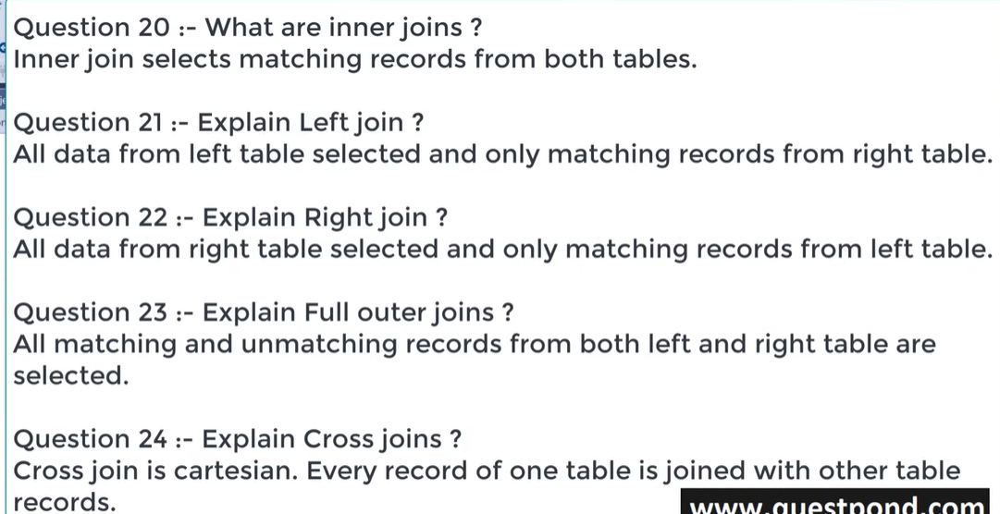 Question 20 :- What are inner joins ?
Inner join selects matching records from both tables.
Question 21 :- Explain Left join ?
All data from left table selected and only matching records from right table.
Question 22 :- Explain Right join ?
All data from right table selected and only matching records from left table.
Question 23 :- Explain Full outer joins ?
All matching and unmatching records from both left and right table are
selected.
Question 24 :- Explain Cross joins ?
Cross join is cartesian. Every record of one table is joined with other table
records.
www.questpond.com